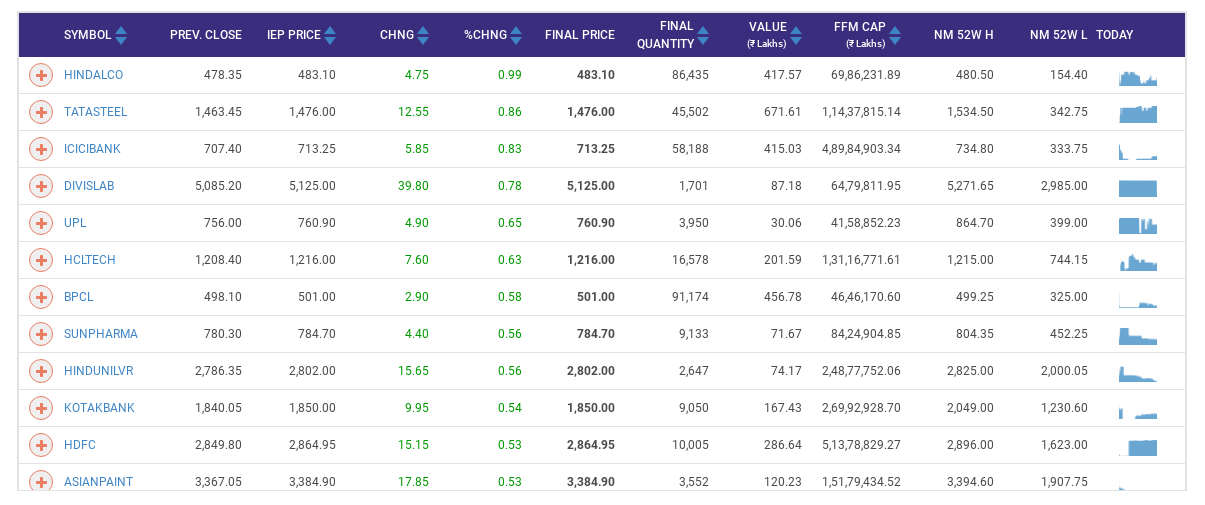 SYMBOL PREV. CLOSE IEP PRICE CHNG %CHNG FINAL PRICE FINAL QUANTITY VALUE (₹ Lakhs) FFM CAP (₹ Lakhs) NM 52W H NM 52W L TODAY
HINDALCO 478.35 483.10 4.75 0.99 483.10 86,435 417.57 69,86,231.89 480.50 154.40
TATASTEEL 1,463.45 1,476.00 12.55 0.86 1,476.00 45,502 671.61 1,14,37,815.14 1,534.50 342.75
ICICIBANK 707.40 713.25 5.85 0.83 713.25 58,188 415.03 4,89,84,903.34 734.80 333.75
DIVISLAB 5,085.20 5,125.00 39.80 0.78 5,125.00 1,701 87.18 64,79,811.95 5,271.65 2,985.00
UPL 756.00 760.90 4.90 0.65 760.90 3,950 30.06 41,58,852.23 864.70 399.00
HCLTECH 1,208.40 1,216.00 7.60 0.63 1,216.00 16,578 201.59 1,31,16,771.61 1,215.00 744.15
BPCL 498.10 501.00 2.90 0.58 501.00 91,174 456.78 46,46,170.60 499.25 325.00
SUNPHARMA 780.30 784.70 4.40 0.56 784.70 9,133 71.67 84,24,904.85 804.35 452.25
HINDUNILVR 2,786.35 2,802.00 15.65 0.56 2,802.00 2,647 74.17 2,48,77,752.06 2,825.00 2,000.05
KOTAKBANK 1,840.05 1,850.00 9.95 0.54 1,850.00 9,050 167.43 2,69,92,928.70 2,049.00 1,230.60
HDFC 2,849.80 2,864.95 15.15 0.53 2,864.95 10,005 286.64 5,13,78,829.27 2,896.00 1,623.00
ASIANPAINT 3,367.05 3,384.90 17.85 0.53 3,384.90 3,552 120.23 1,51,79,434.52 3,394.60 1,907.75